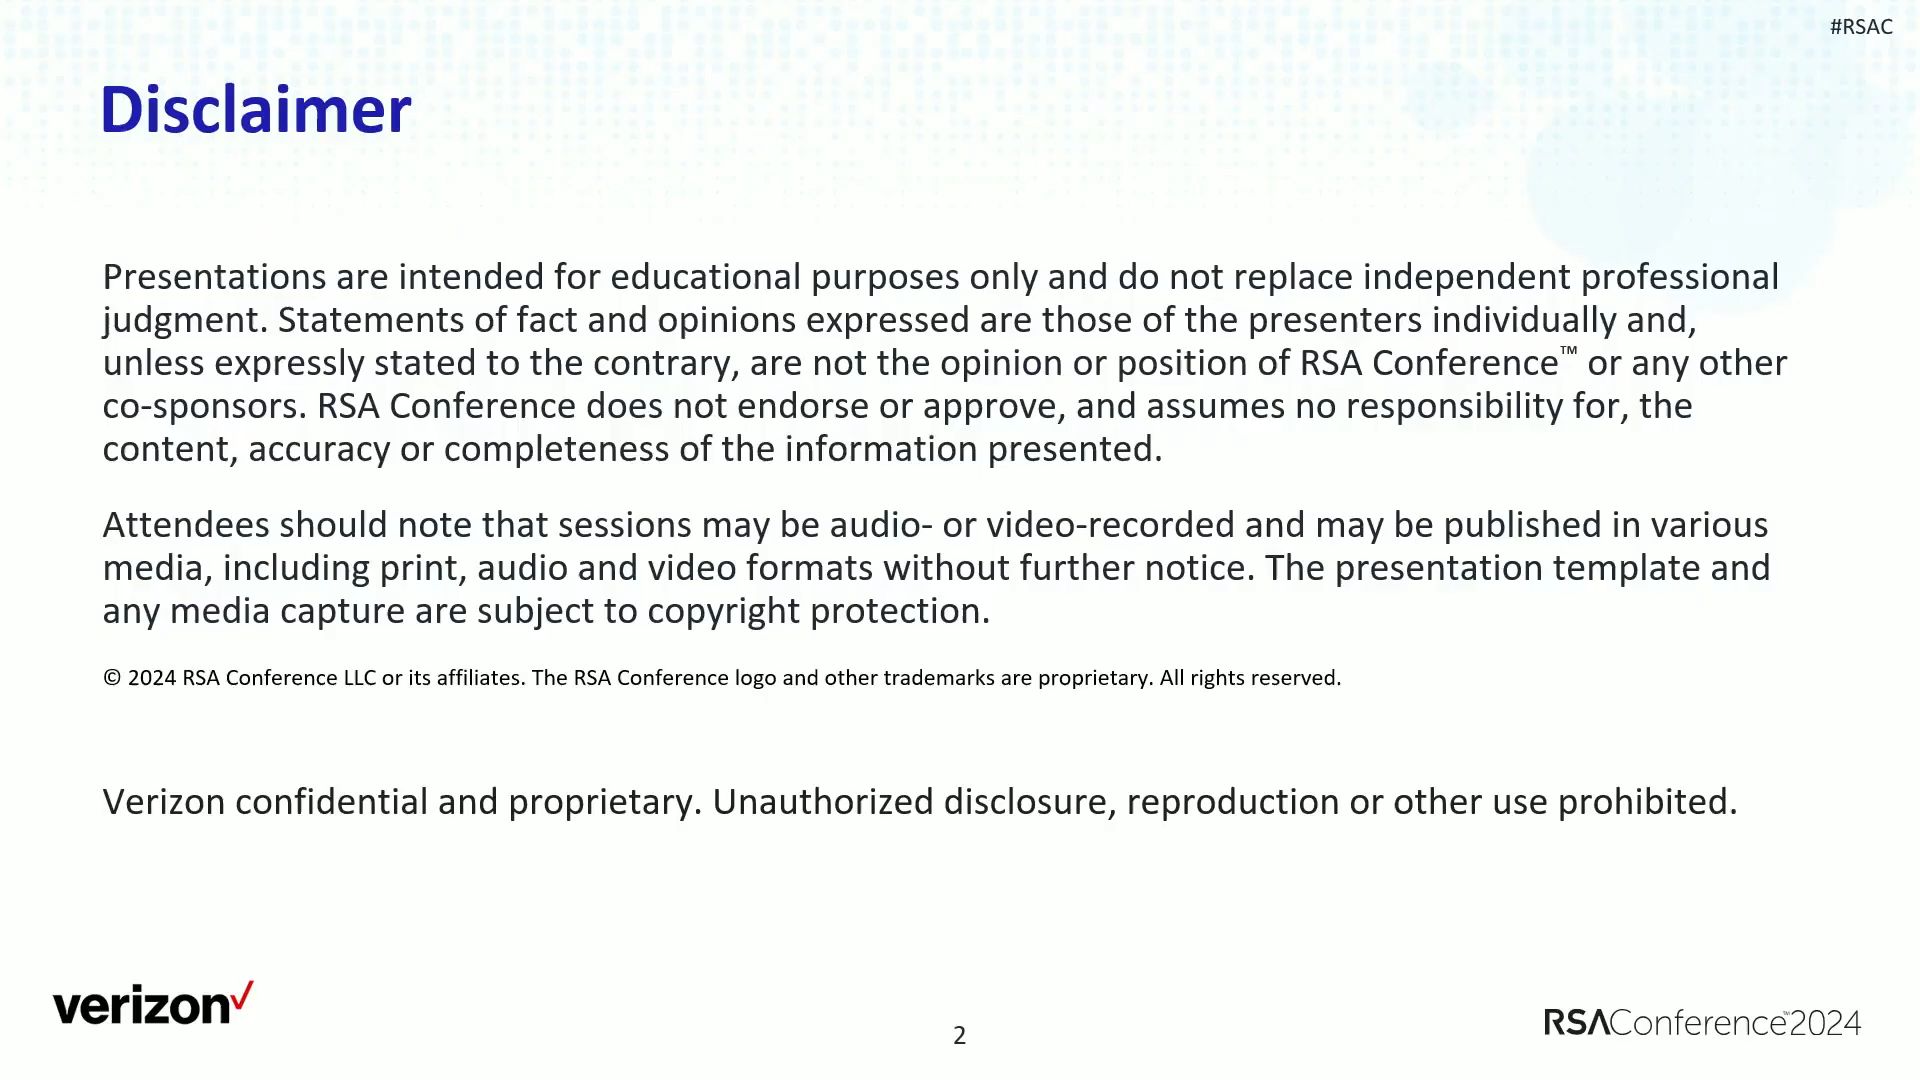 #RSAC
Disclaimer
Presentations are intended for educational purposes only and do not replace independent professional
judgment. Statements of fact and opinions expressed are those of the presenters individually and,
unless expressly stated to the contrary, are not the opinion or position of RSA Conference™ or any other
co-sponsors. RSA Conference does not endorse or approve, and assumes no responsibility for, the
content, accuracy or completeness of the information presented.
Attendees should note that sessions may be audio- or video-recorded and may be published in various
media, including print, audio and video formats without further notice. The presentation template and
any media capture are subject to copyright protection.
© 2024 RSA Conference LLC or its affiliates. The RSA Conference logo and other trademarks are proprietary. All rights reserved.
Verizon confidential and proprietary. Unauthorized disclosure, reproduction or other use prohibited.
verizon
2
RSAConference™2024